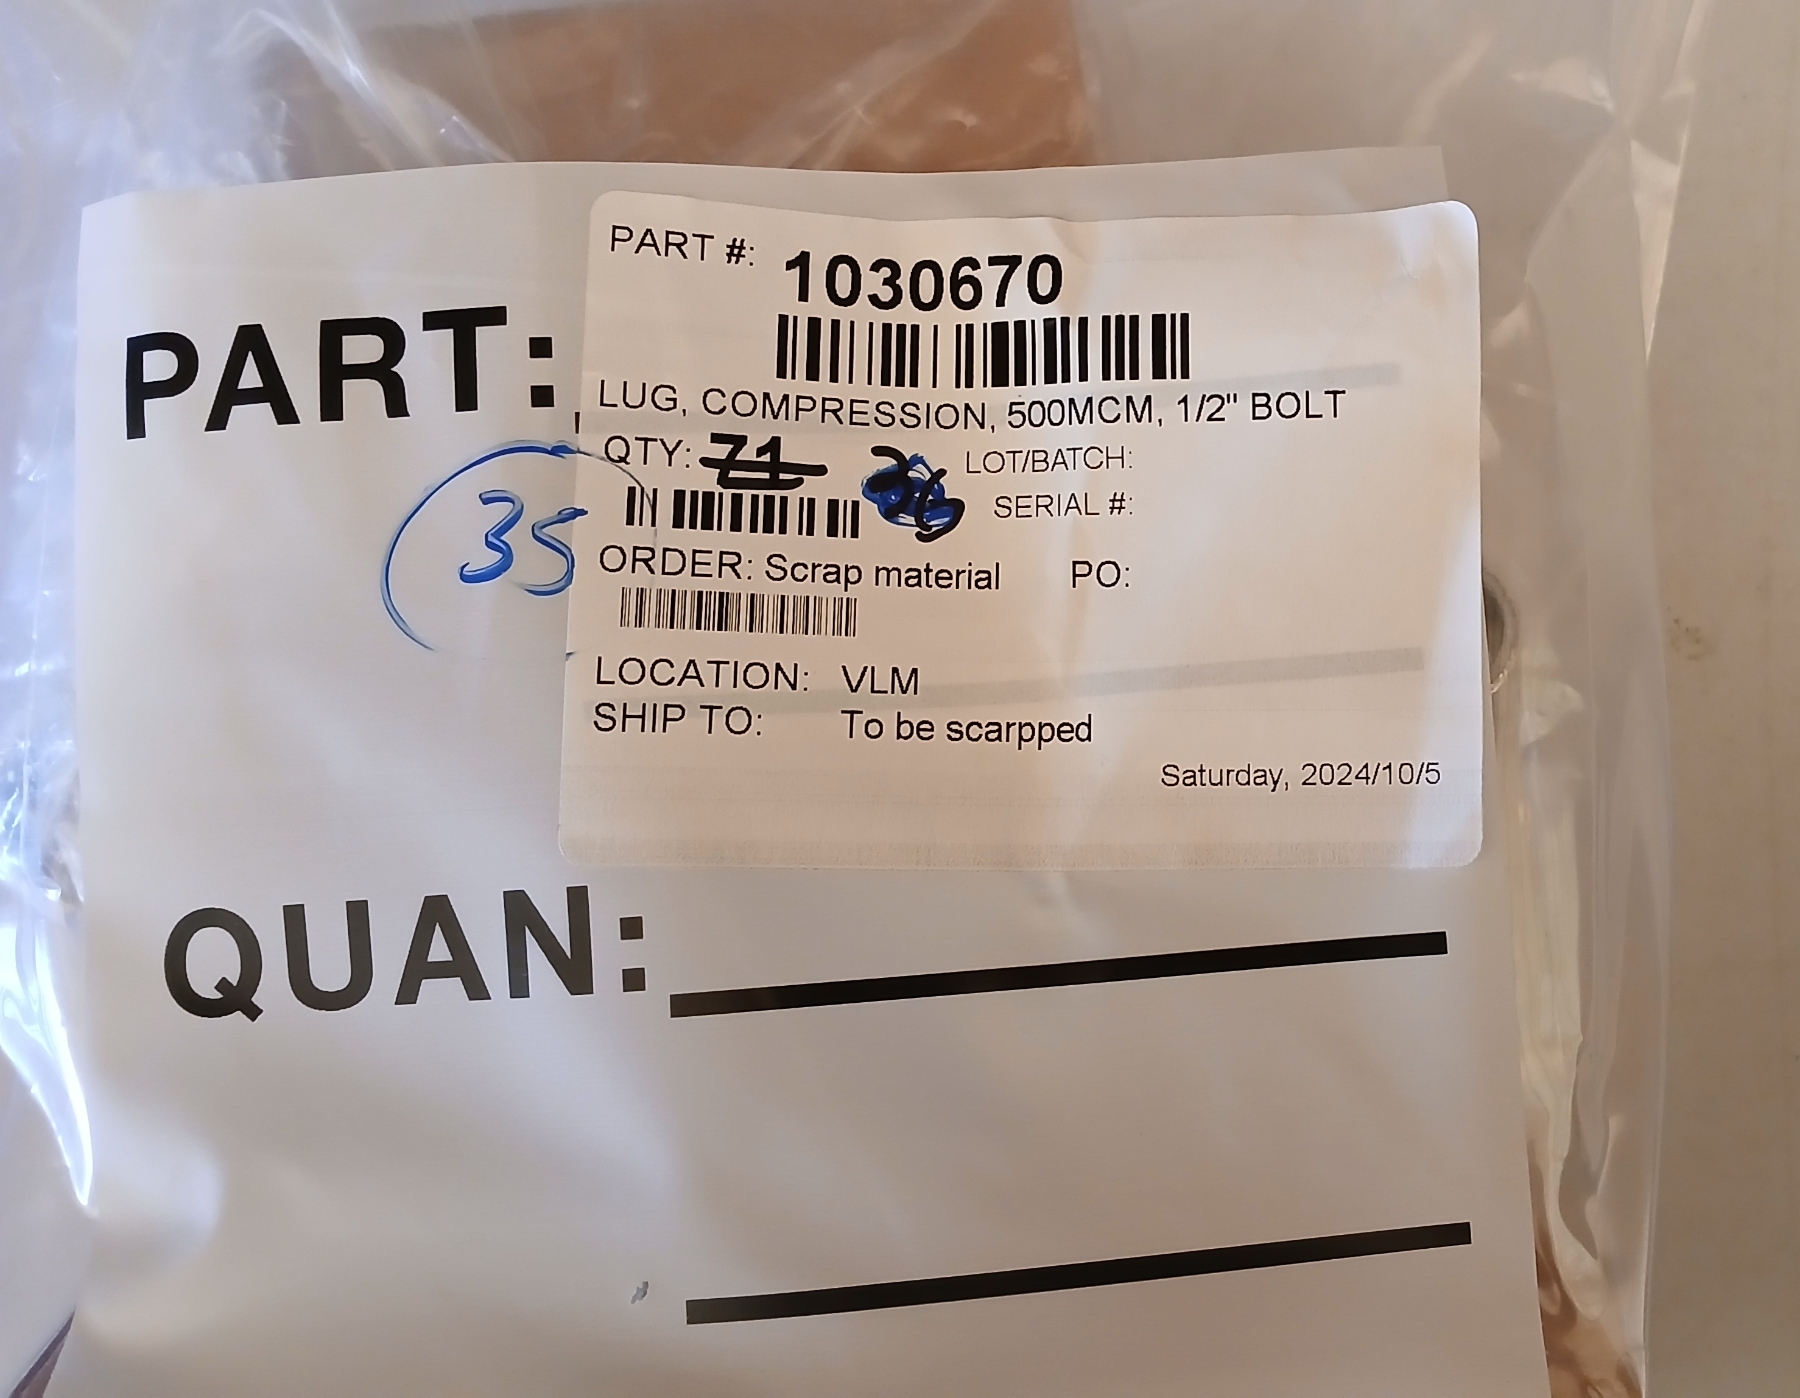 PART #: 1030670
PART:
LUG, COMPRESSION, 500MCM, 1/2" BOLT
QTY: 71 36 LOT/BATCH:
35
SERIAL #:
ORDER: Scrap material PO:
LOCATION: VLM
SHIP TO: To be scarpped
Saturday, 2024/10/5
QUAN: